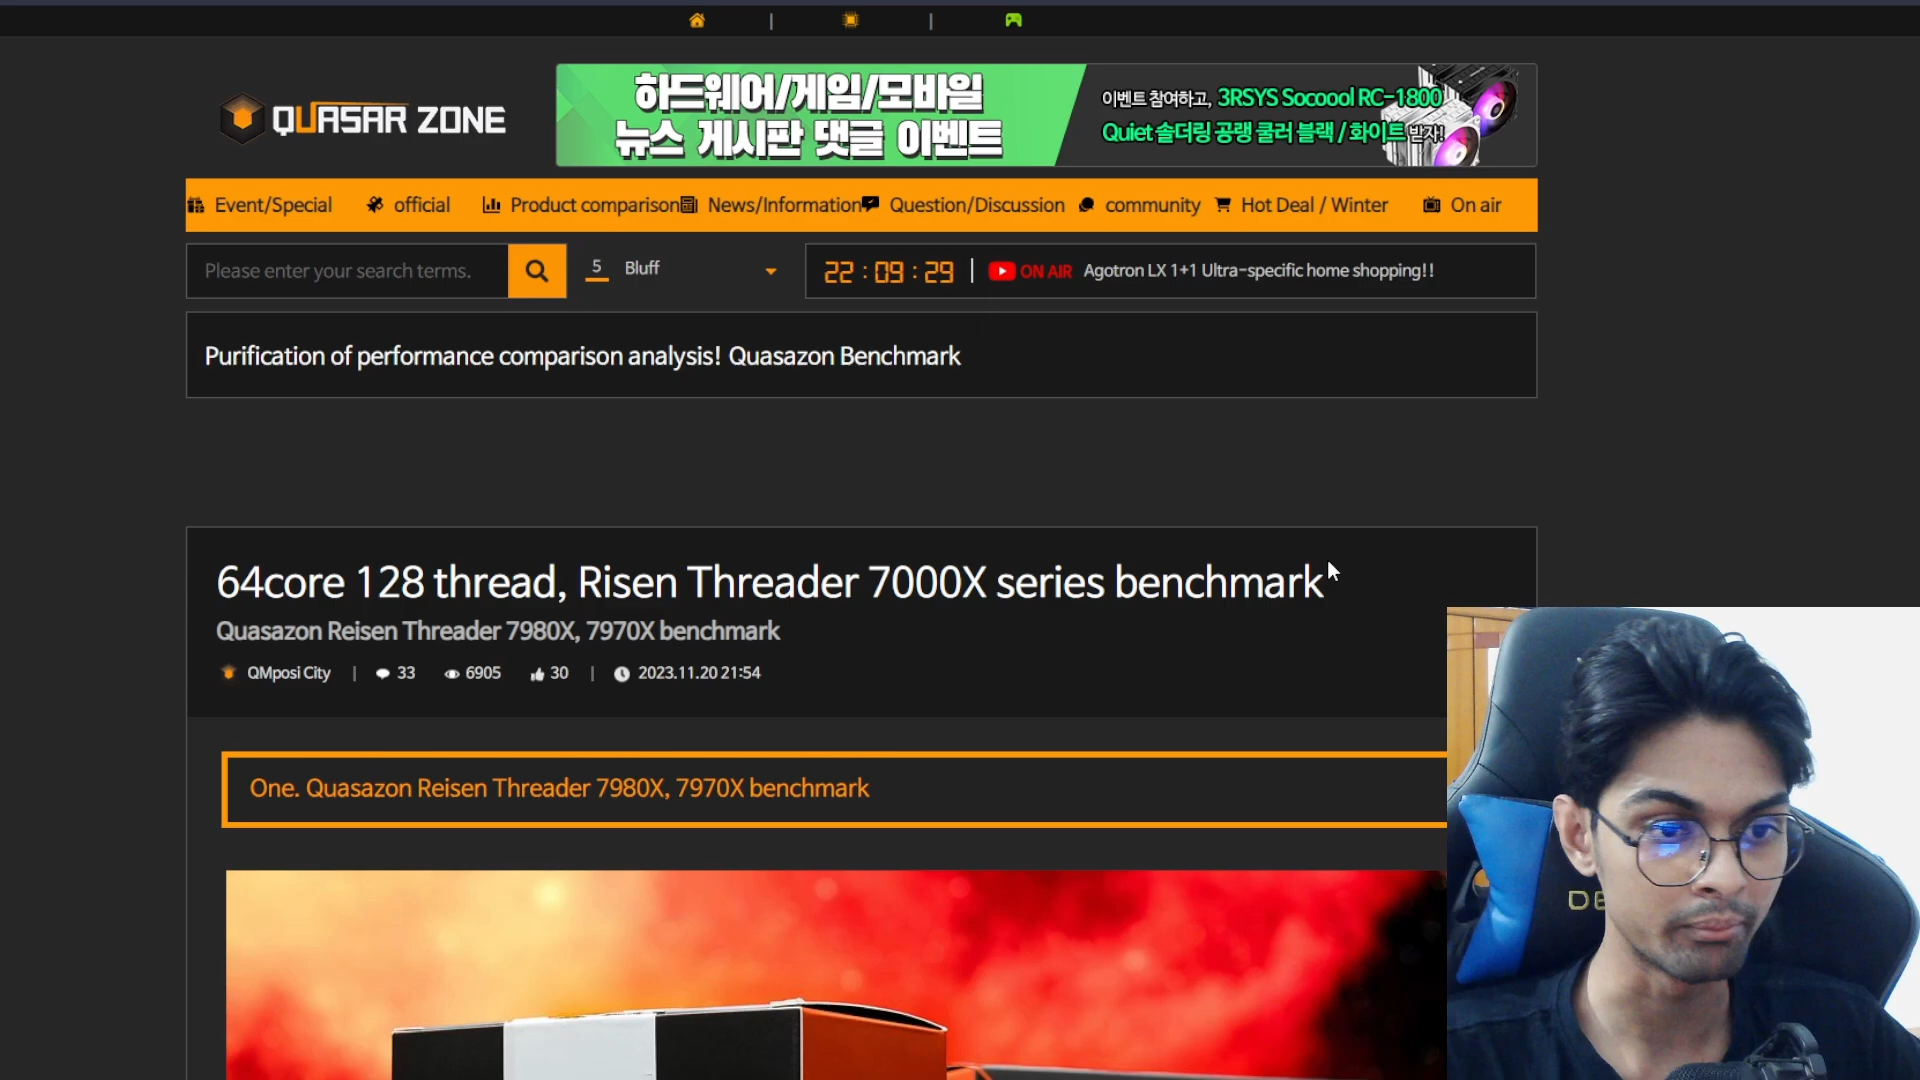 QUASAR ZONE
하드웨어/게임/모바일
뉴스 게시판 댓글 이벤트
이벤트 참여하고, 3RSYS Socoool RC-1800
Quiet 솔더링 공랭 쿨러 블랙 / 화이트 받자!
Event/Special official Product comparison News/Information Question/Discussion community Hot Deal / Winter On air
Please enter your search terms. 5 Bluff 22 : 09 : 29 | ON AIR Agotron LX 1+1 Ultra-specific home shopping!!
Purification of performance comparison analysis! Quasazon Benchmark
64core 128 thread, Risen Threader 7000X series benchmark
Quasazon Reisen Threader 7980X, 7970X benchmark
QMposi City | 33 6905 30 | 2023.11.20 21:54
One. Quasazon Reisen Threader 7980X, 7970X benchmark
DE